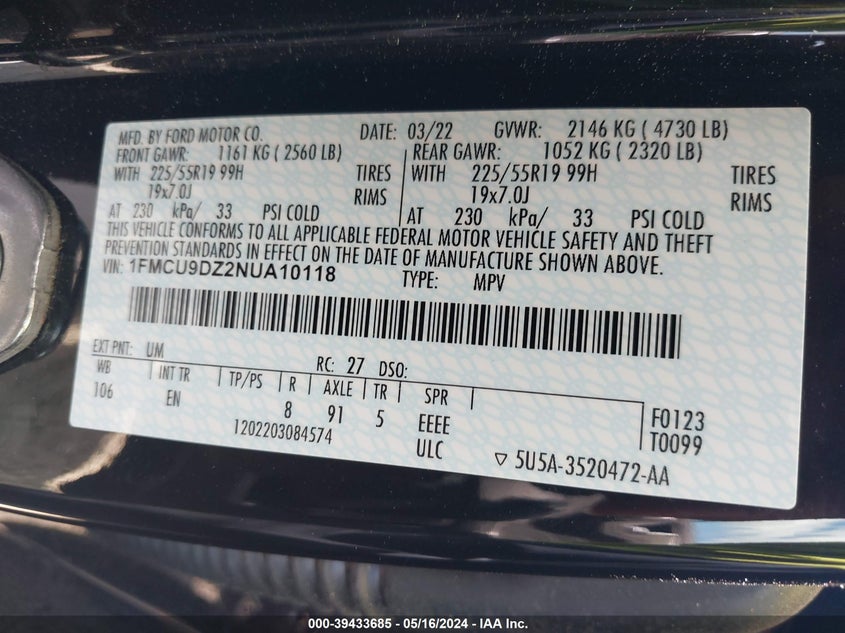 MFD. BY FORD MOTOR CO. DATE: 03/22 GVWR: 2146 KG ( 4730 LB)
FRONT GAWR: 1161 KG ( 2560 LB) REAR GAWR: 1052 KG ( 2320 LB)
WITH 225/55R19 99H TIRES WITH 225/55R19 99H TIRES
19x7.0J RIMS 19x7.0J RIMS
AT 230 kPa/ 33 PSI COLD AT 230 kPa/ 33 PSI COLD
THIS VEHICLE CONFORMS TO ALL APPLICABLE FEDERAL MOTOR VEHICLE SAFETY AND THEFT
PREVENTION STANDARDS IN EFFECT ON THE DATE OF MANUFACTURE SHOWN ABOVE.
VIN: 1FMCU9DZ2NUA10118 TYPE: MPV
EXT PNT: UM RC: 27 DSO:
WB INT TR TP/PS R AXLE TR SPR
106 EN 8 91 5 EEEE F0123
1202203084574 ULC T0099
▽ 5U5A-3520472-AA
000-39433685 - 05/16/2024 - IAA Inc.